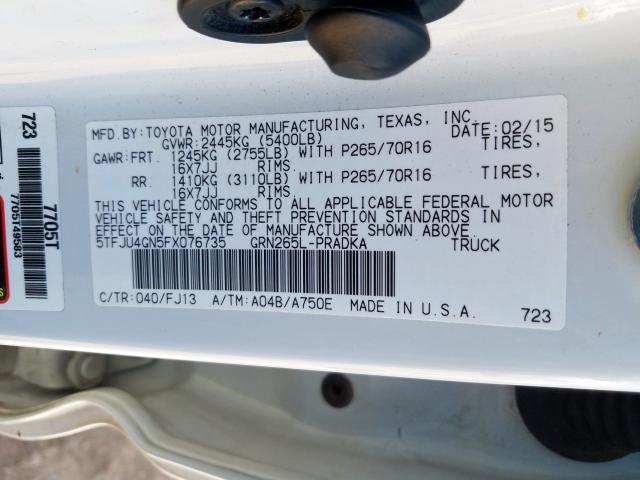 MFD.BY:TOYOTA MOTOR MANUFACTURING, TEXAS, INC.
GVWR:2445KG (5400LB) DATE:02/15
GAWR:FRT. 1245KG (2755LB) WITH P265/70R16 TIRES,
16X7JJ RIMS
RR. 1410KG (3110LB) WITH P265/70R16 TIRES,
16X7JJ RIMS
THIS VEHICLE CONFORMS TO ALL APPLICABLE FEDERAL MOTOR
VEHICLE SAFETY AND THEFT PREVENTION STANDARDS IN
EFFECT ON THE DATE OF MANUFACTURE SHOWN ABOVE.
5TFJU4GN5FX076735 GRN265L-PRADKA TRUCK
C/TR:040/FJ13 A/TM:A04B/A750E MADE IN U.S.A. 723
723
7705T
7705149583